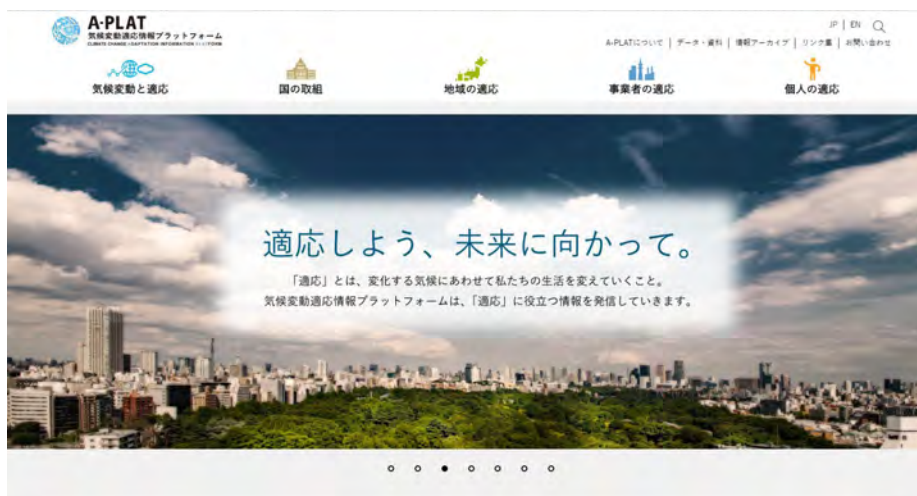 A-PLAT
気候変動適応情報プラットフォーム
CLIMATE CHANGE ADAPTATION INFORMATION PLATFORM
JP | EN
A-PLATについて | データ・資料 | 情報アーカイブ | リンク集 | お問い合わせ
気候変動と適応
国の取組
地域の適応
事業者の適応
個人の適応
適応しよう、未来に向かって。
「適応」とは、変化する気候にあわせて私たちの生活を変えていくこと。
気候変動適応情報プラットフォームは、「適応」に役立つ情報を発信していきます。